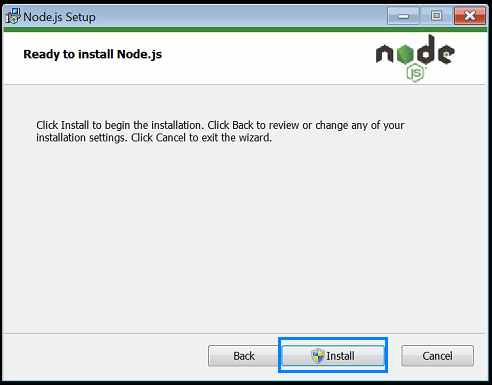 Node.js Setup
Ready to install Node.js
node
JS
Click Install to begin the installation. Click Back to review or change any of your
installation settings. Click Cancel to exit the wizard.
Back
Install
Cancel